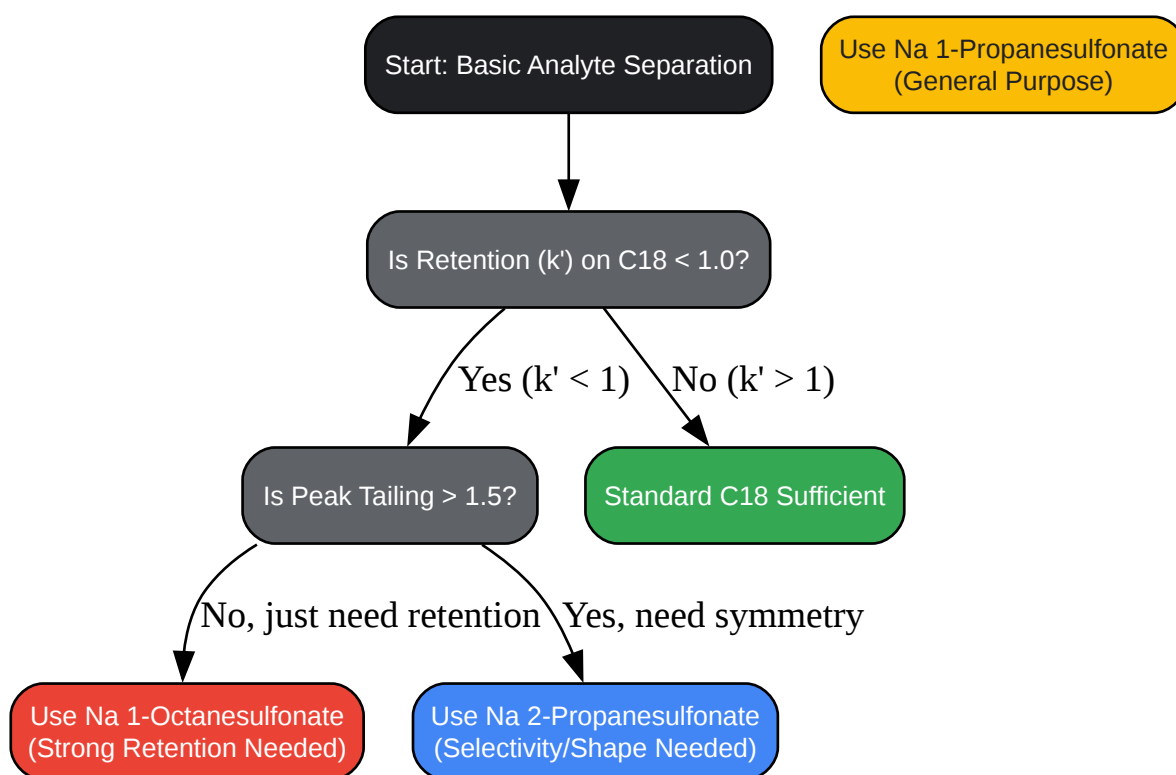 Start: Basic Analyte Separation
Use Na 1-Propanesulfonate
(General Purpose)
Is Retention (k') on C18 < 1.0?
Yes (k' < 1)
No (k' > 1)
Is Peak Tailing > 1.5?
Standard C18 Sufficient
No, just need retention
Yes, need symmetry
Use Na 1-Octanesulfonate
(Strong Retention Needed)
Use Na 2-Propanesulfonate
(Selectivity/Shape Needed)